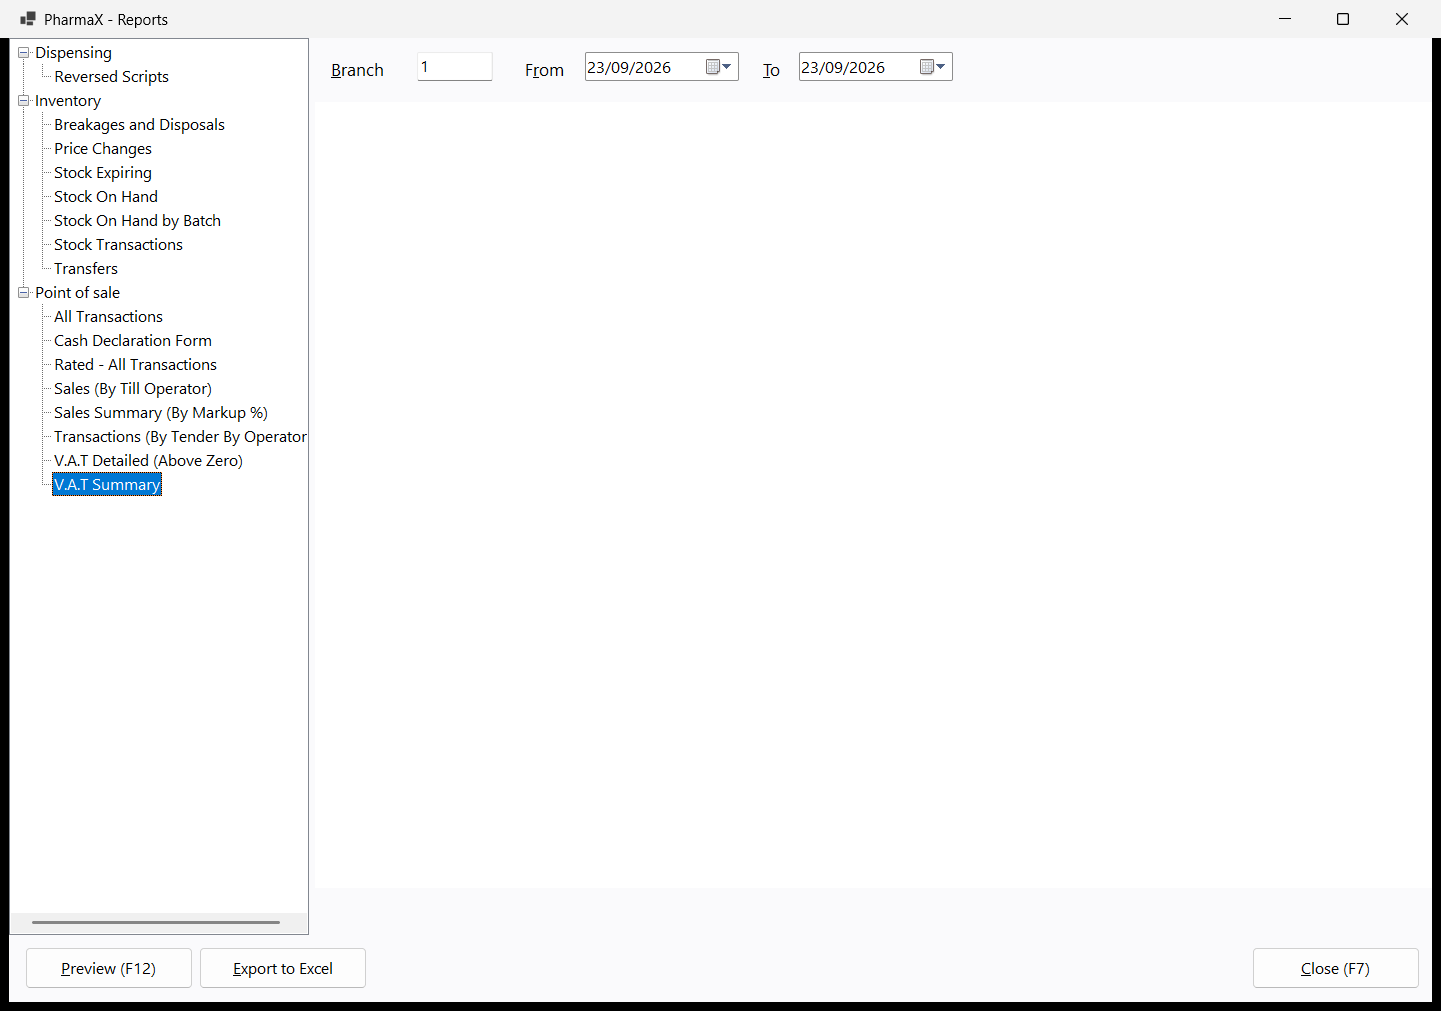 PharmaX - Reports
Dispensing
Reversed Scripts
Inventory
Breakages and Disposals
Price Changes
Stock Expiring
Stock On Hand
Stock On Hand by Batch
Stock Transactions
Transfers
Point of sale
All Transactions
Cash Declaration Form
Rated - All Transactions
Sales (By Till Operator)
Sales Summary (By Markup %)
Transactions (By Tender By Operator
V.A.T Detailed (Above Zero)
V.A.T Summary
Branch 1 From 23/09/2026 To 23/09/2026
Preview (F12) Export to Excel Close (F7)